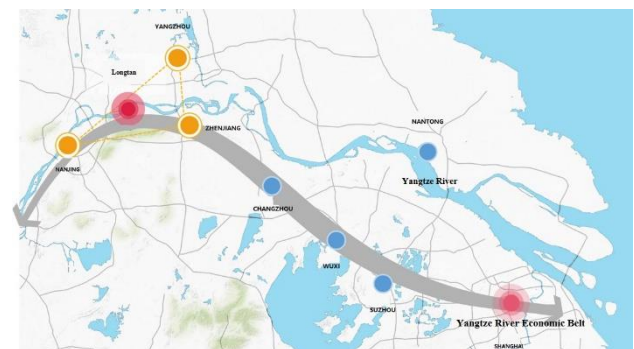 YANGZHOU
Longtan
ZHENJIANG
NANTONG
NANJING
Yangtze River
CHANGZHOU
WUXI
SUZHOU
Yangtze River Economic Belt
SHANGHAI